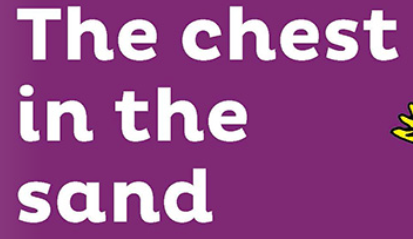 The chest
in the
sand